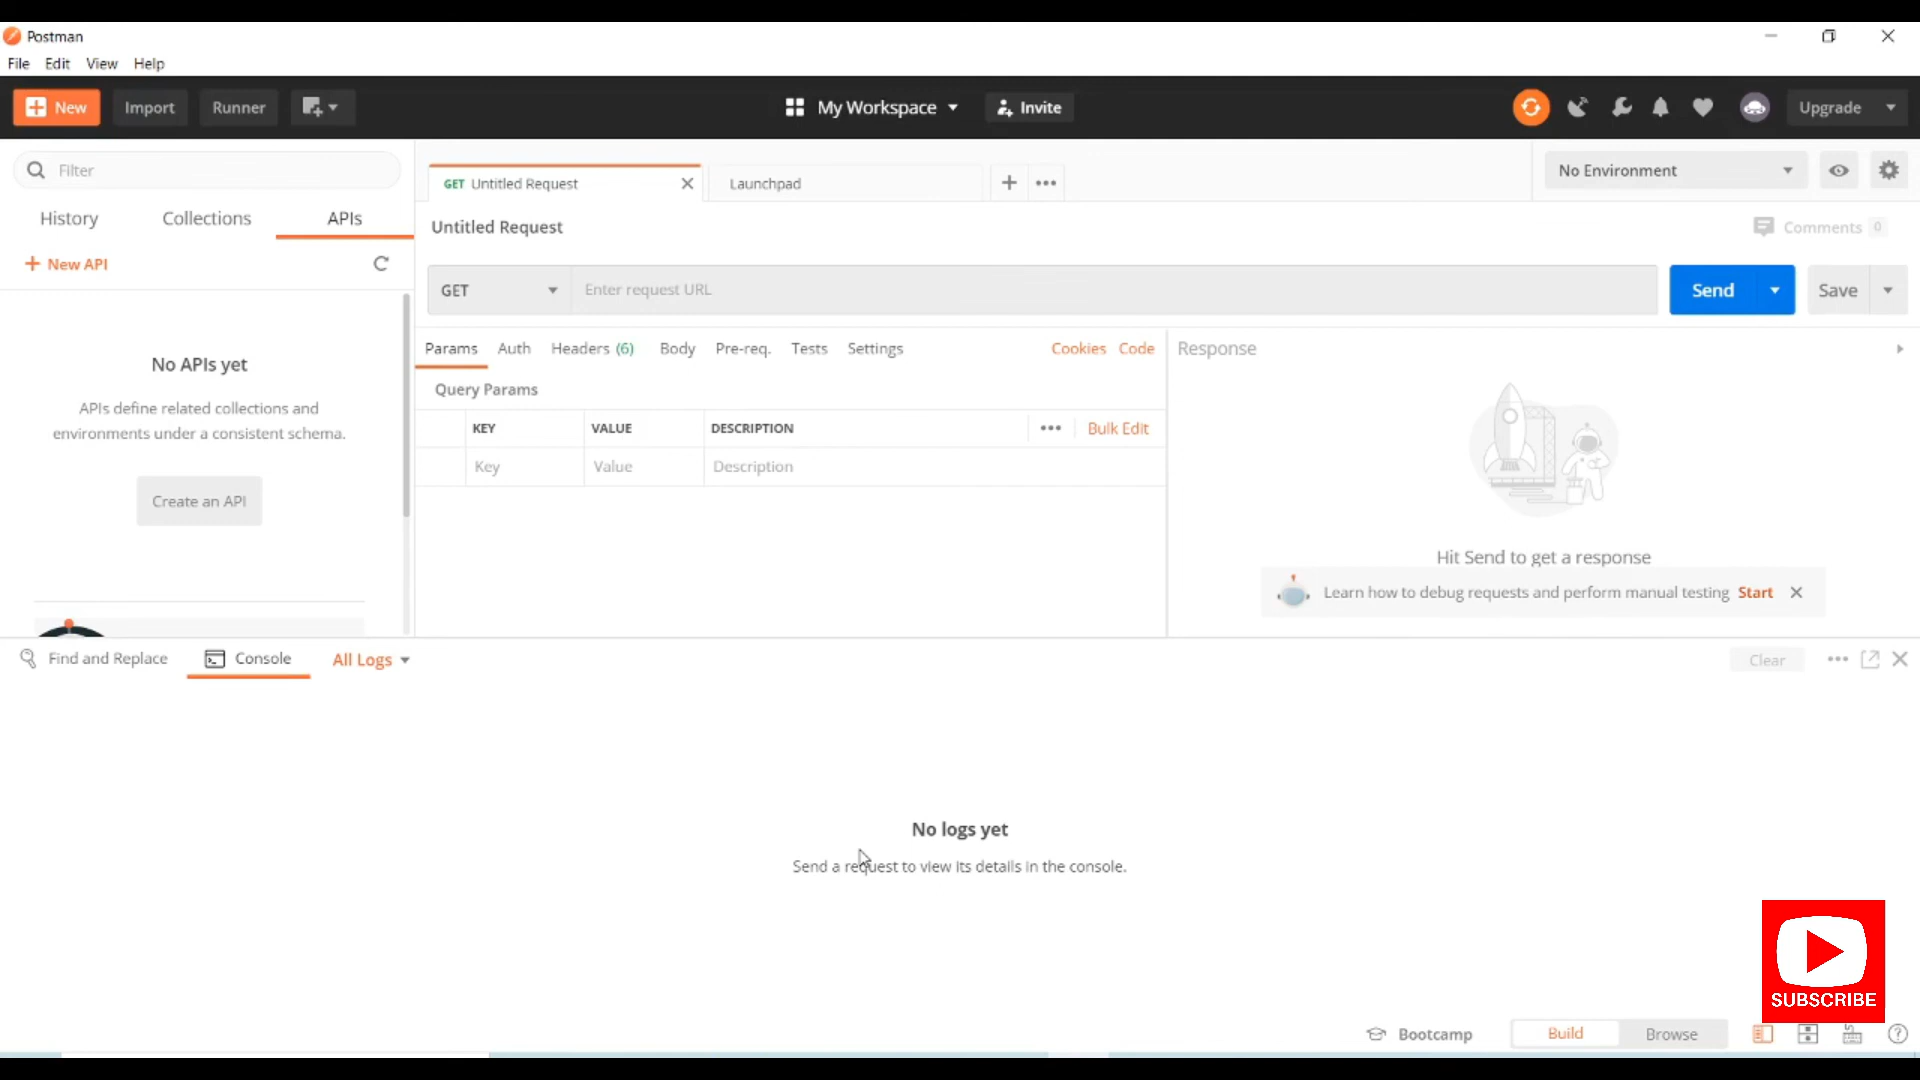 Postman
File Edit View Help
New Import Runner My Workspace Invite Upgrade
Filter
GET Untitled Request Launchpad No Environment
History Collections APIs
Untitled Request Comments 0
New API
GET Enter request URL Send Save
Params Auth Headers (6) Body Pre-req. Tests Settings Cookies Code Response
No APIs yet
Query Params
APIs define related collections and
environments under a consistent schema.
KEY VALUE DESCRIPTION Bulk Edit
Key Value Description
Create an API
Hit Send to get a response
Learn how to debug requests and perform manual testing Start
Find and Replace Console All Logs Clear
No logs yet
Send a request to view its details in the console.
SUBSCRIBE
Bootcamp Build Browse